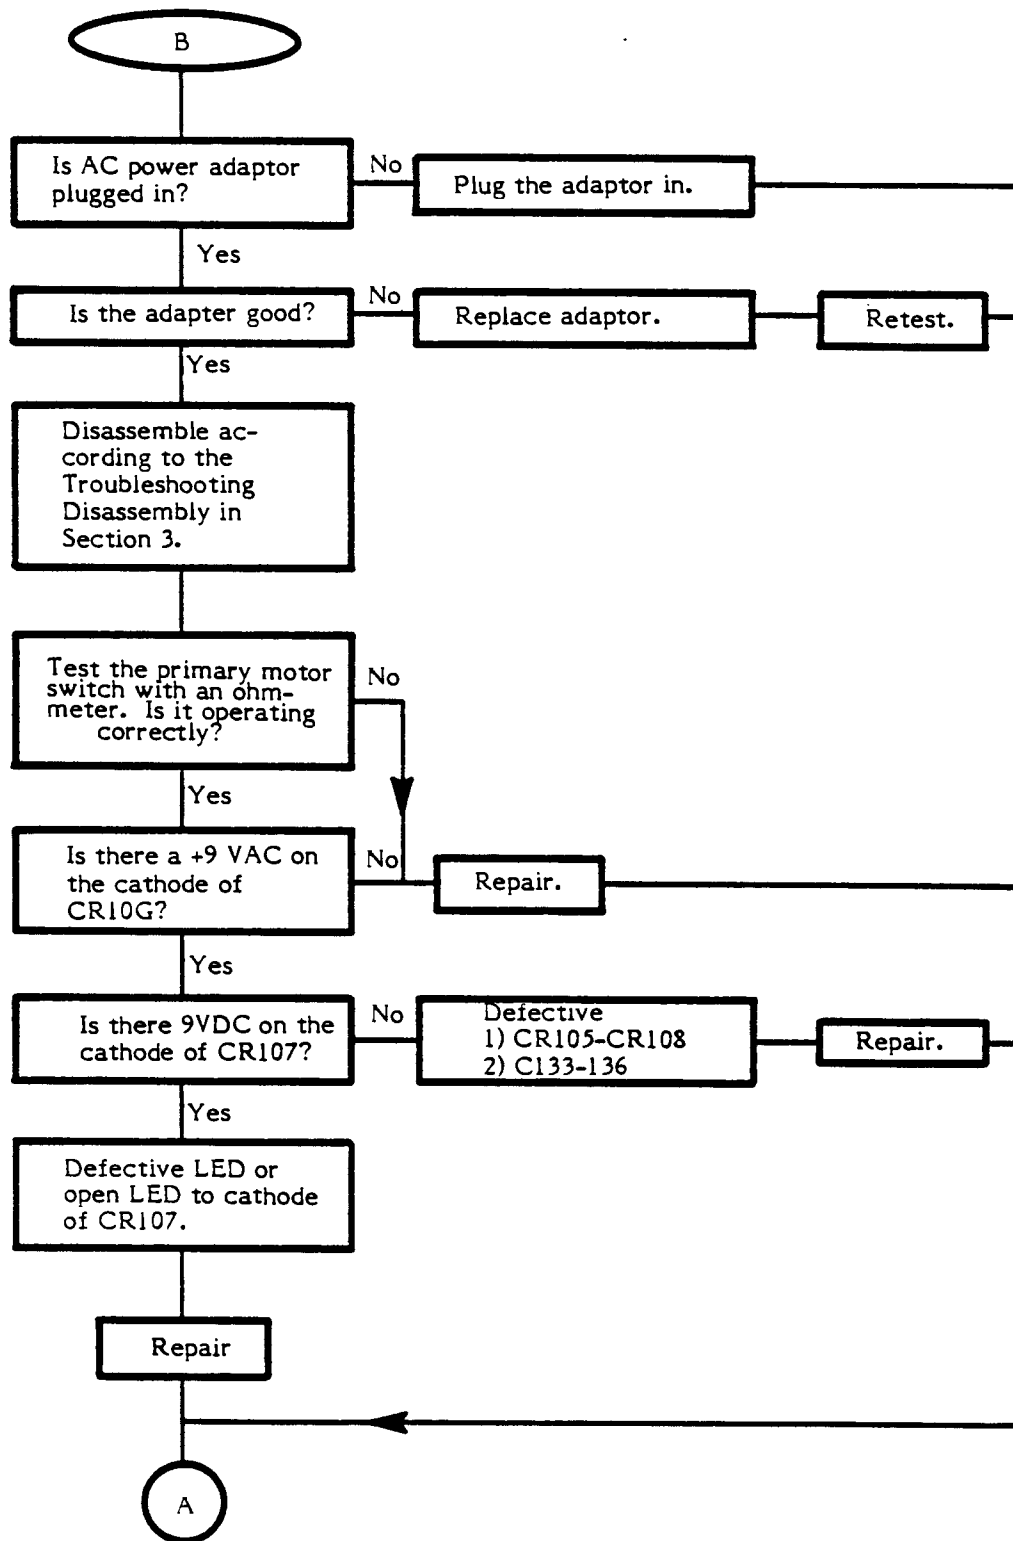 B
Is AC power adaptor
plugged in?
No
Plug the adaptor in.
Yes
Is the adapter good?
No
Replace adaptor.
Retest.
Yes
Disassemble ac-
cording to the
Troubleshooting
Disassembly in
Section 3.
Test the primary motor
switch with an ohm-
meter. Is it operating
correctly?
No
Yes
Is there a +9 VAC on
the cathode of
CR10G?
No
Repair.
Yes
Is there 9VDC on the
cathode of CR107?
No
Defective
1) CR105-CR108
2) C133-136
Repair.
Yes
Defective LED or
open LED to cathode
of CR107.
Repair
A